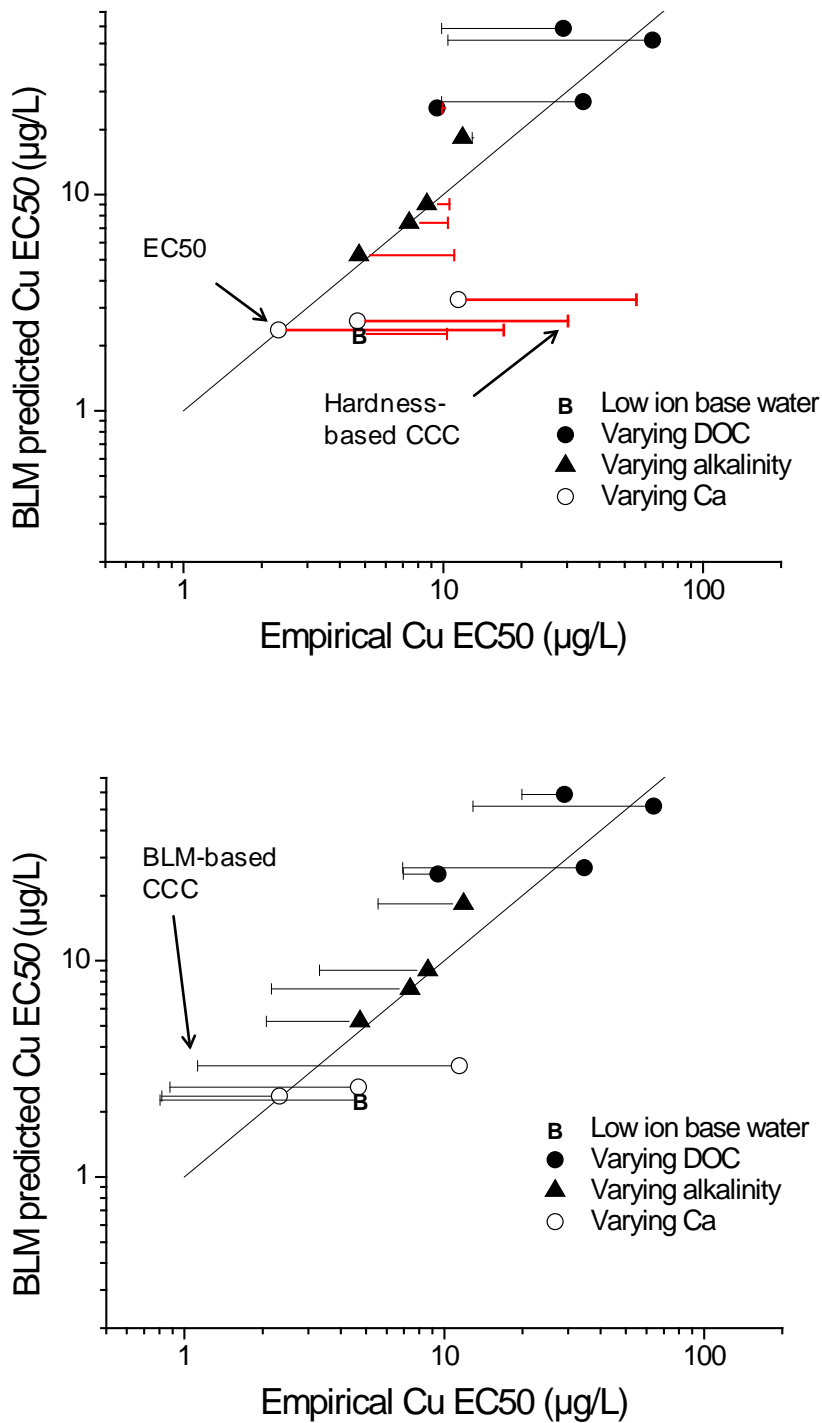 BLM predicted Cu EC50 (µg/L)
10
1
EC50
Hardness-
based CCC
B Low ion base water
Varying DOC
Varying alkalinity
Varying Ca
B
1 10 100
Empirical Cu EC50 (µg/L)
BLM predicted Cu EC50 (µg/L)
10
1
BLM-based
CCC
B
B Low ion base water
Varying DOC
Varying alkalinity
Varying Ca
1 10 100
Empirical Cu EC50 (µg/L)